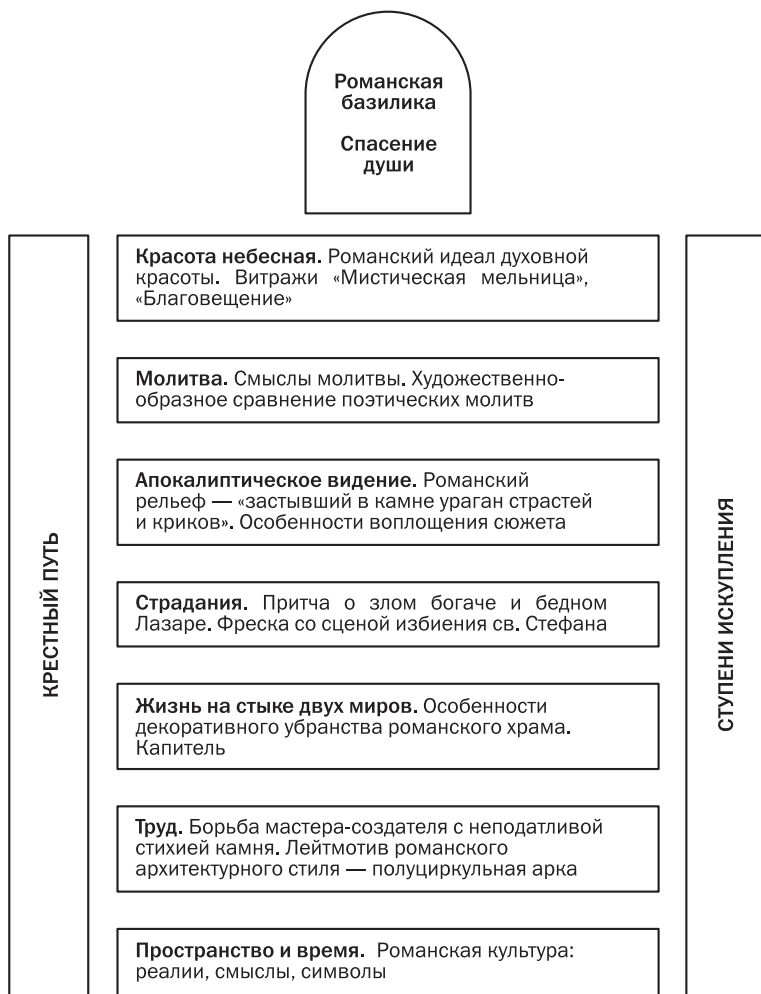 Романская
базилика
Спасение
души
Красота небесная. Романский идеал духовной
красоты. Витражи «Мистическая мельница»,
«Благовещение»
Молитва. Смыслы молитвы. Художественно-
образное сравнение поэтических молитв
Апокалиптическое видение. Романский
рельеф — «застывший в камне ураган страстей
и криков». Особенности воплощения сюжета
Страдания. Притча о злом богаче и бедном
Лазаре. Фреска со сценой избиения св. Стефана
Жизнь на стыке двух миров. Особенности
декоративного убранства романского храма.
Капитель
Труд. Борьба мастера-создателя с неподатливой
стихией камня. Лейтмотив романского
архитектурного стиля — полуциркульная арка
Пространство и время. Романская культура:
реалии, смыслы, символы
КРЕСТНЫЙ ПУТЬ
СТУПЕНИ ИСКУПЛЕНИЯ